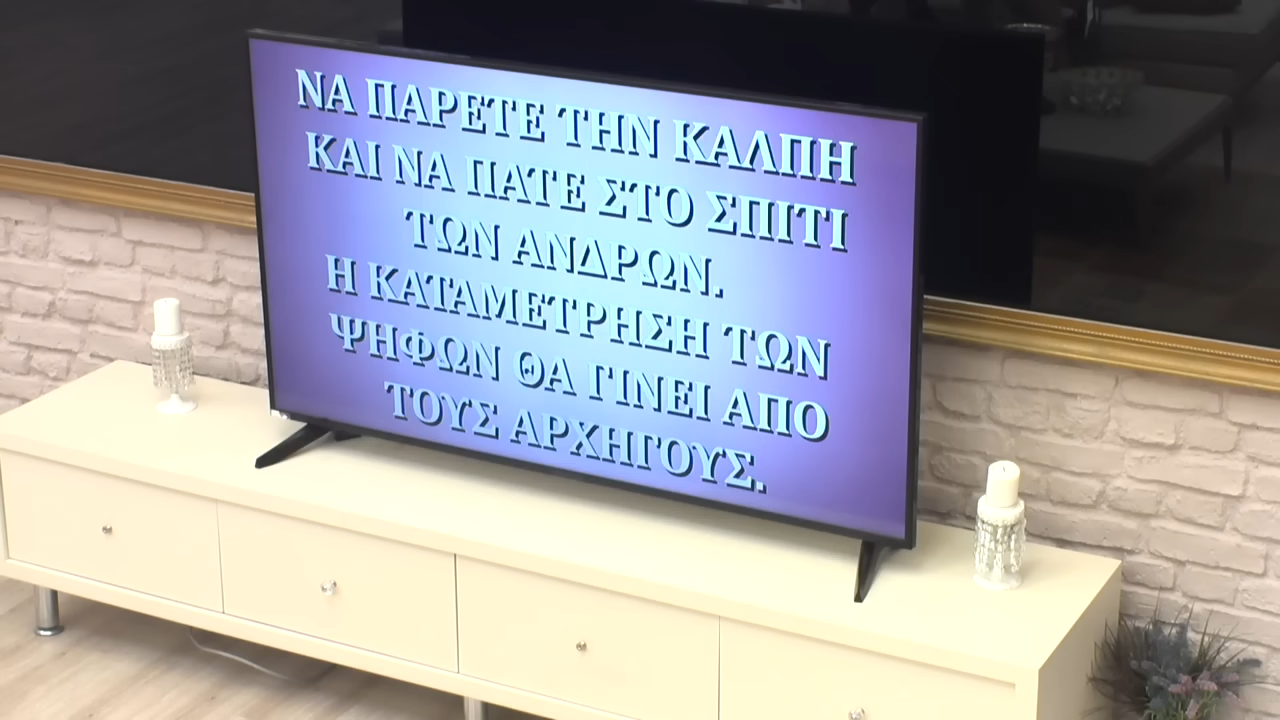 ΝΑ ΠΑΡΕΤΕ ΤΗΝ ΚΑΛΠΗ
ΚΑΙ ΝΑ ΠΑΤΕ ΣΤΟ ΣΠΙΤΙ
ΤΩΝ ΑΝΔΡΩΝ.
Η ΚΑΤΑΜΕΤΡΗΣΗ ΤΩΝ
ΨΗΦΩΝ ΘΑ ΓΙΝΕΙ ΑΠΟ
ΤΟΥΣ ΑΡΧΗΓΟΥΣ.